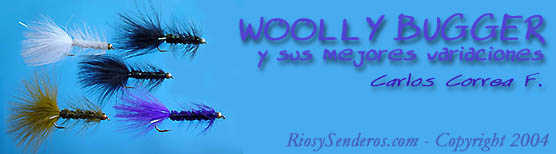 WOOLLY BUGGER
y sus mejores variaciones
Carlos Correa F.
RiosySenderos.com - Copyright 2004